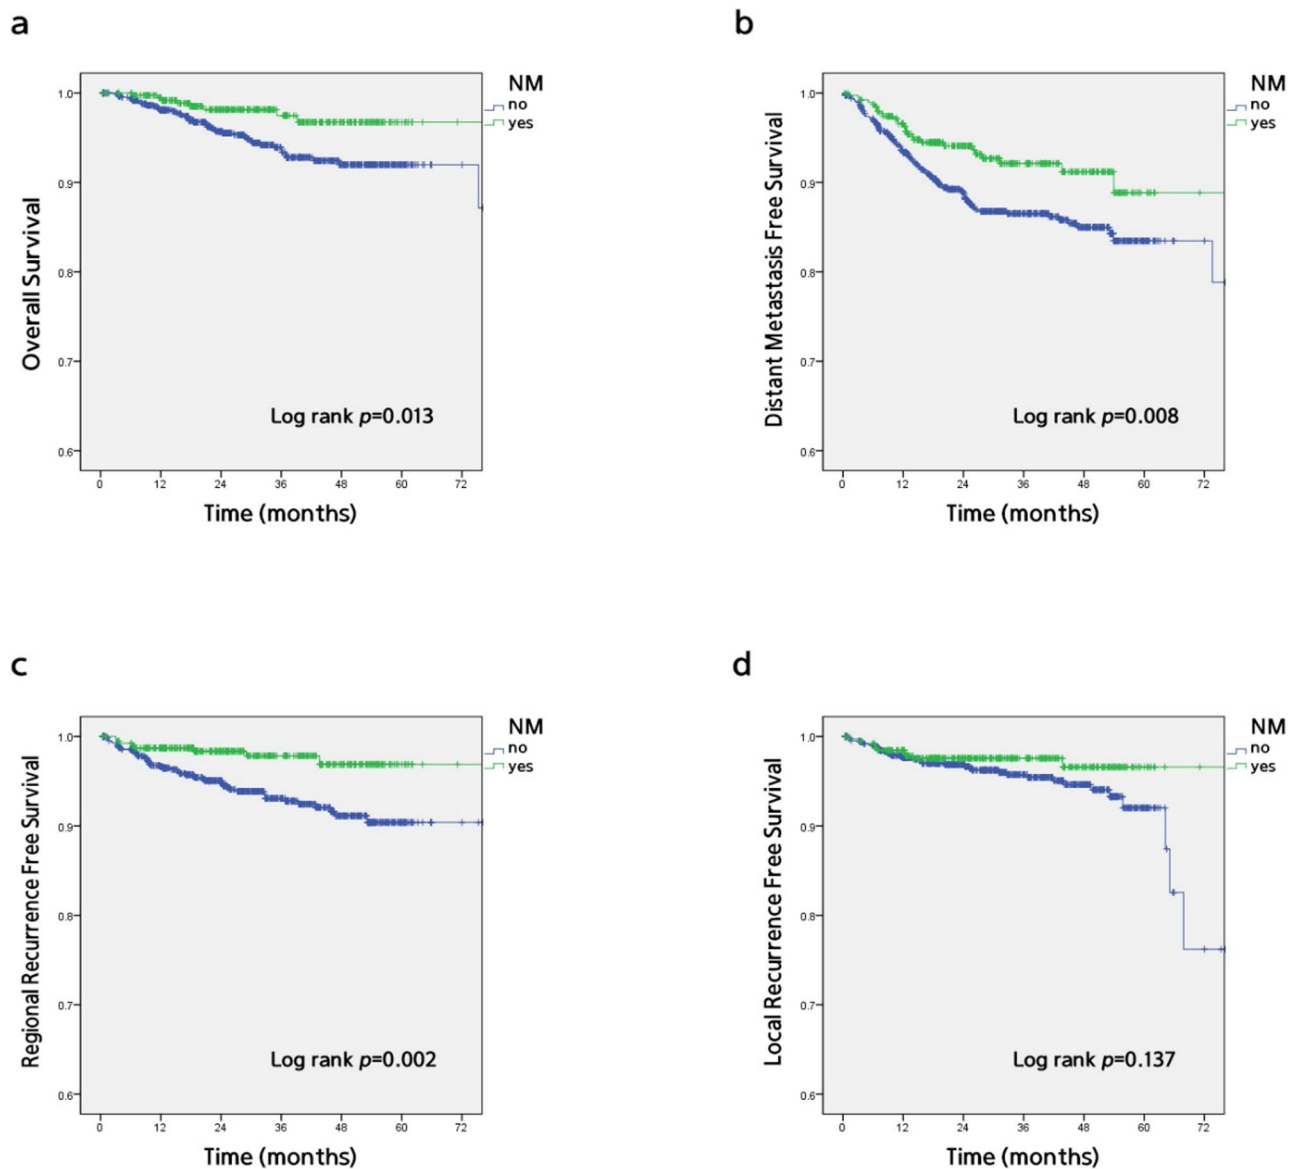 a
Overall Survival
1.0
0.9
0.8
0.7
0.6
0
12
24
36
48
60
72
Time (months)
Log rank p=0.013
NM
no
yes
b
Distant Metastasis Free Survival
1.0
0.9
0.8
0.7
0.6
0
12
24
36
48
60
72
Time (months)
Log rank p=0.008
NM
no
yes
c
Regional Recurrence Free Survival
1.0
0.9
0.8
0.7
0.6
0
12
24
36
48
60
72
Time (months)
Log rank p=0.002
NM
no
yes
d
Local Recurrence Free Survival
1.0
0.9
0.8
0.7
0.6
0
12
24
36
48
60
72
Time (months)
Log rank p=0.137
NM
no
yes